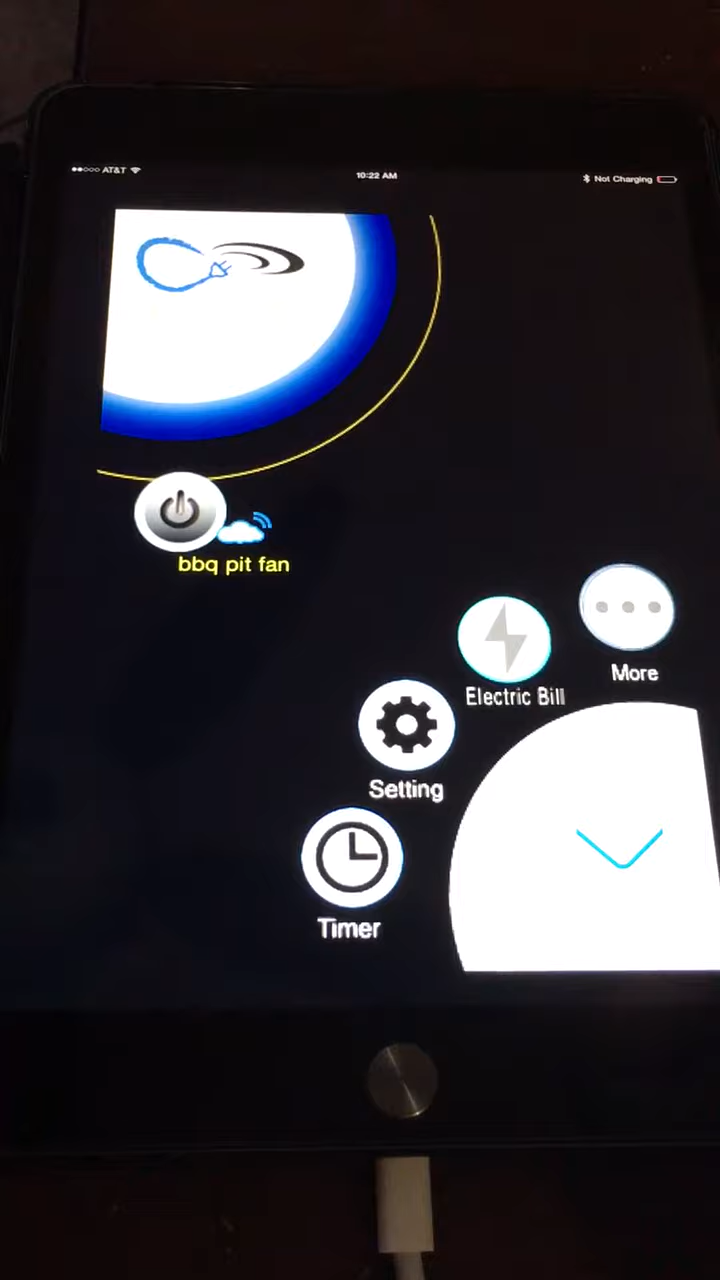 AT&T
10:22 AM
Not Charging
bbq pit fan
Electric Bill
More
Setting
Timer